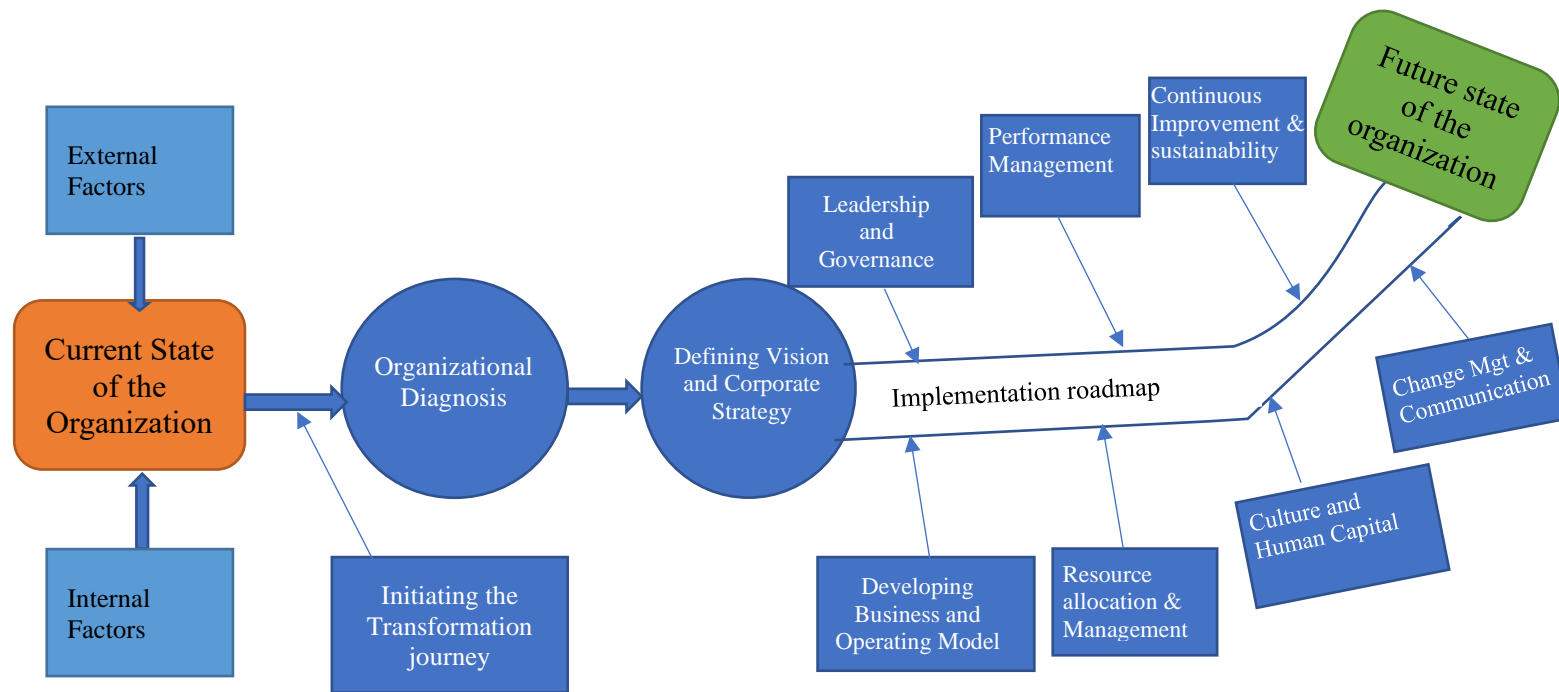 External
Factors
Current State
of the
Organization
Internal
Factors
Initiating the
Transformation
journey
Organizational
Diagnosis
Defining Vision
and Corporate
Strategy
Leadership
and
Governance
Performance
Management
Continuous
Improvement &
sustainability
Implementation roadmap
Developing
Business and
Operating Model
Resource
allocation &
Management
Culture and
Human Capital
Change Mgt &
Communication
Future state
of the
organization